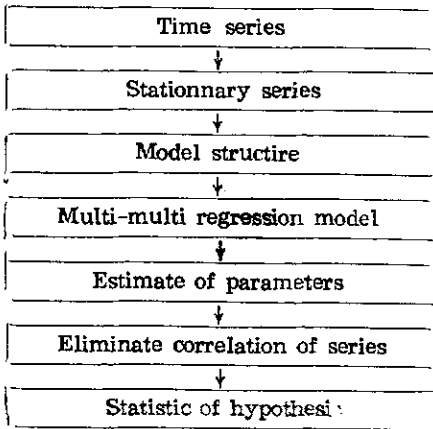 Time series
Stationnary series
Model structire
Multi-multi regression model
Estimate of parameters
Eliminate correlation of series
Statistic of hypothesi